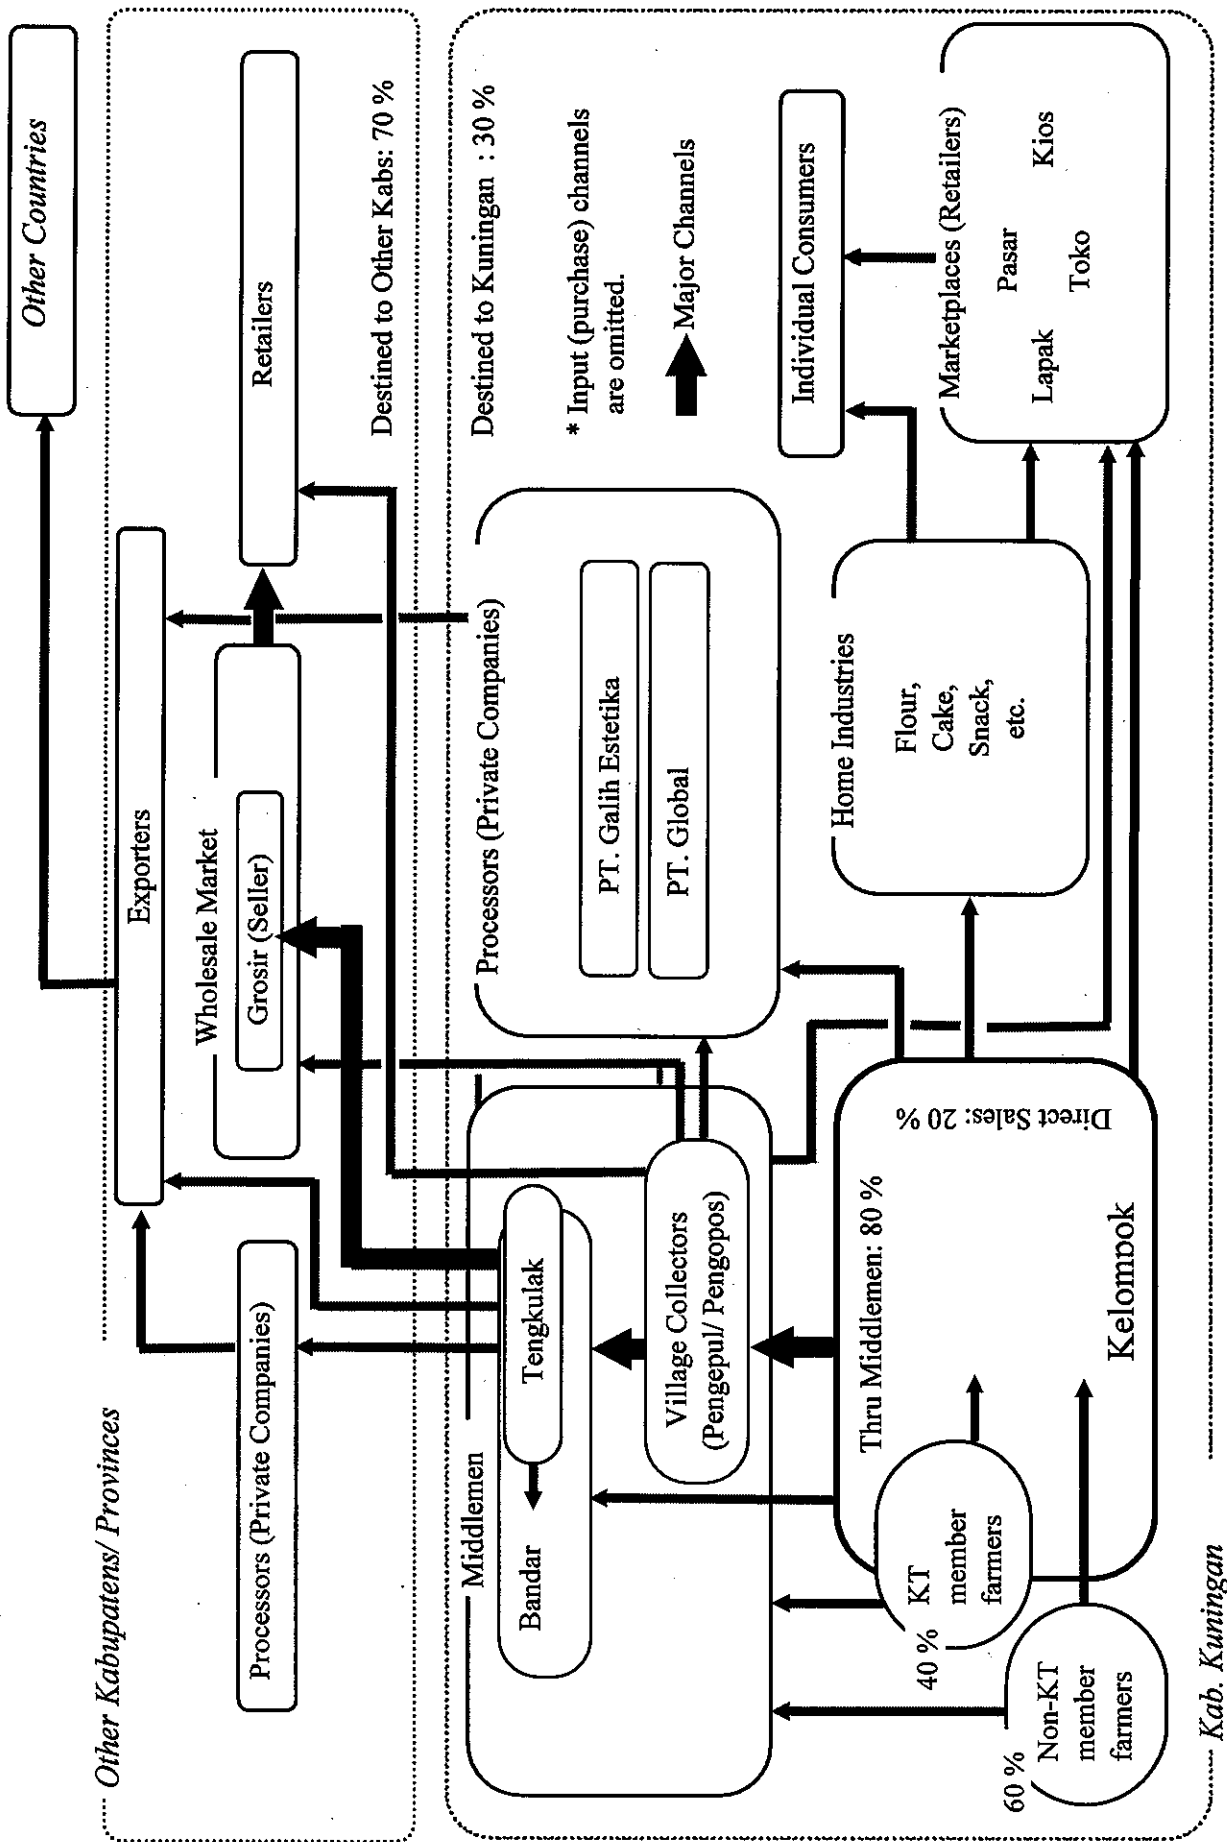 Other Countries
Other Kabupatens/ Provinces
Exporters
Processors (Private Companies)
Wholesale Market
Grosir (Seller)
Retailers
Destined to Other Kabs: 70 %
Destined to Kuningan : 30 %
Middlemen
Bandar
Tengkulak
Village Collectors
(Pengepul/ Pengopos)
Processors (Private Companies)
PT. Galih Estetika
PT. Global
* Input (purchase) channels
are omitted.
Major Channels
Individual Consumers
Home Industries
Flour,
Cake,
Snack,
etc.
Marketplaces (Retailers)
Pasar
Lapak
Kios
Toko
Thru Middlemen: 80 %
Direct Sales: 20 %
Kelompok
40 %
KT
member
farmers
60 %
Non-KT
member
farmers
Kab. Kuningan